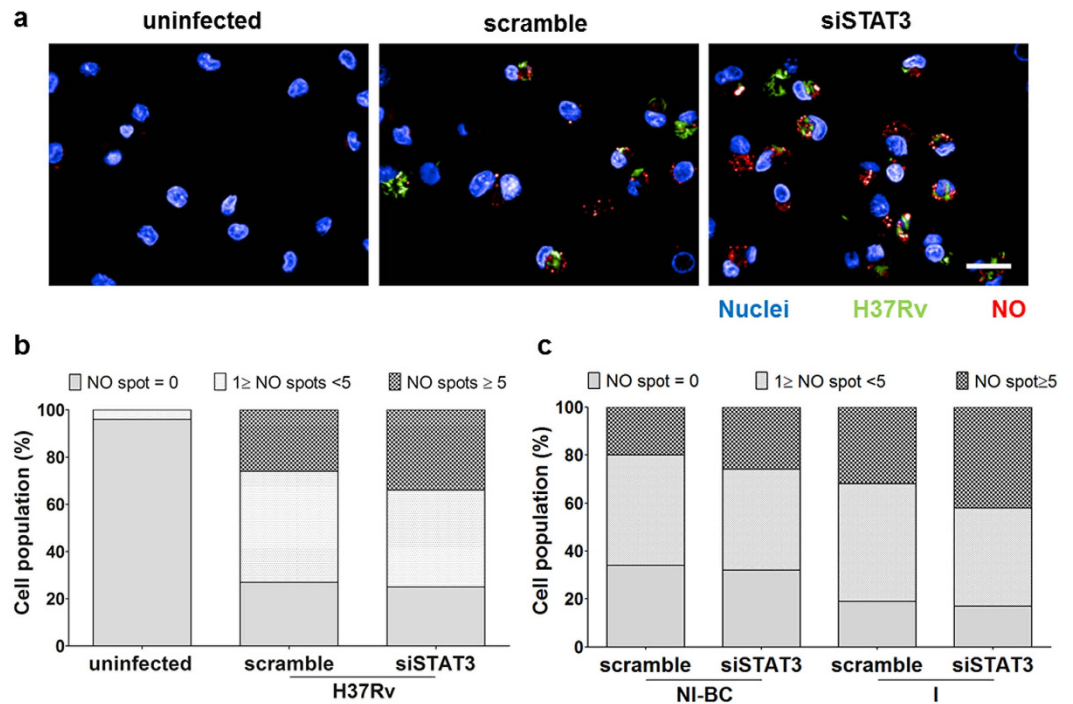 a
uninfected scramble siSTAT3
Nuclei H37Rv NO
b
NO spot = 0 1≥ NO spots <5 NO spots ≥ 5
Cell population (%)
100
80
60
40
20
0
uninfected scramble siSTAT3
H37Rv
c
NO spot = 0 1≥ NO spot <5 NO spot≥5
Cell population (%)
100
80
60
40
20
0
scramble siSTAT3 scramble siSTAT3
NI-BC I